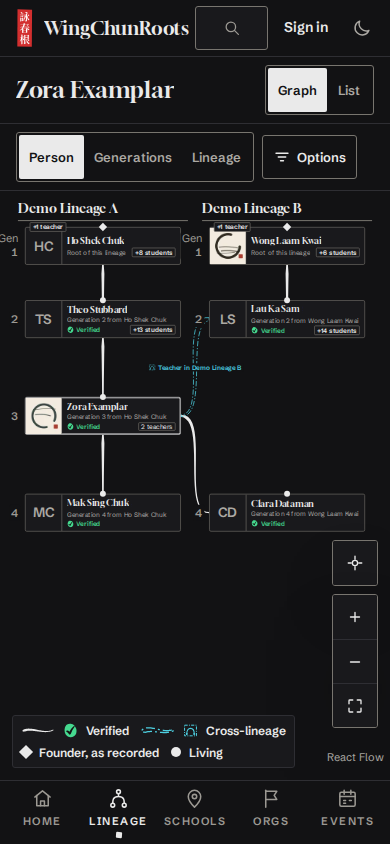 詠春根
WingChunRoots
Sign in
Zora Examplar
Graph
List
Person
Generations
Lineage
Options
Demo Lineage A
Demo Lineage B
Gen
1
+1 teacher
HC
Ho Shek Chuk
Root of this lineage
+8 students
Gen
1
+1 teacher
Wong Laam Kwai
Root of this lineage
+6 students
2
TS
Theo Stubbard
Generation 2 from Ho Shek Chuk
Verified
+13 students
2
LS
Lau Ka Sam
Generation 2 from Wong Laam Kwai
Verified
+14 students
Teacher in Demo Lineage B
3
Zora Examplar
Generation 3 from Ho Shek Chuk
Verified
2 teachers
4
MC
Mak Sing Chuk
Generation 4 from Ho Shek Chuk
Verified
4
CD
Clara Dataman
Generation 4 from Wong Laam Kwai
Verified
Verified
Cross-lineage
Founder, as recorded
Living
React Flow
HOME
LINEAGE
SCHOOLS
ORGS
EVENTS